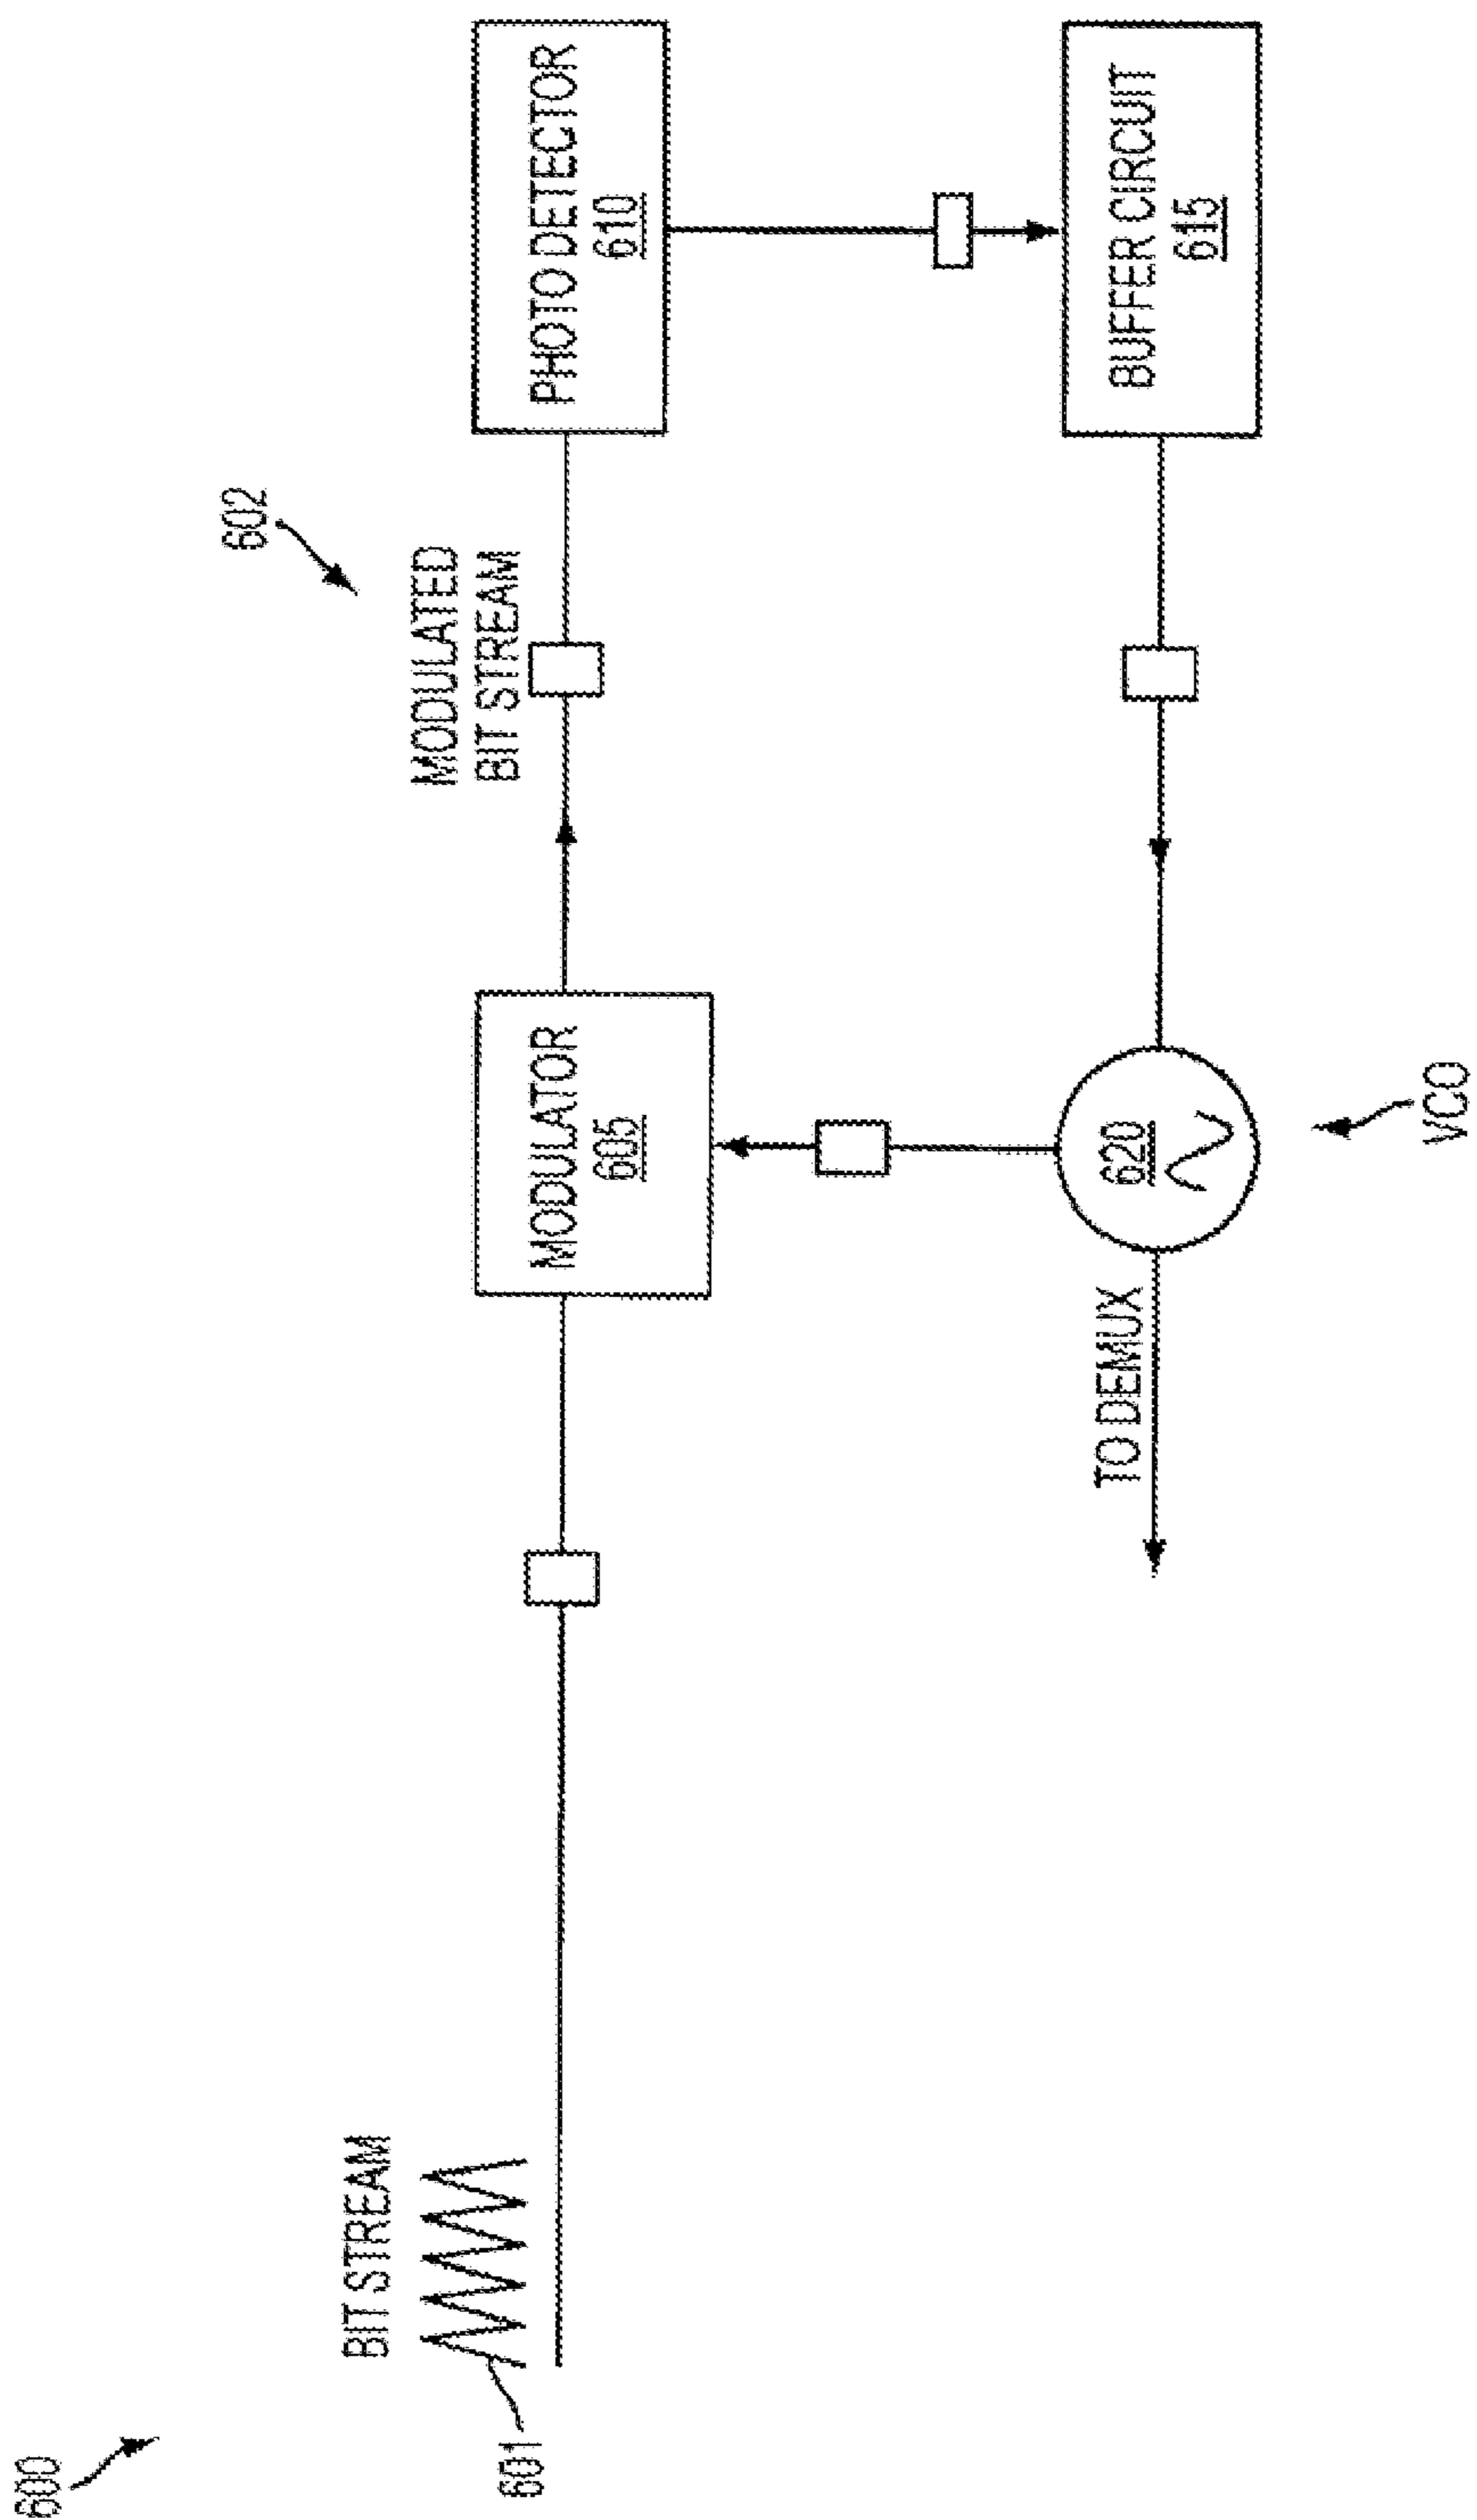 600
BIT STREAM
601
MODULATOR
605
MODULATED
BIT STREAM
602
PHOTO DETECTOR
610
BUFFER CIRCUIT
615
620
VCO
TO DEMUX